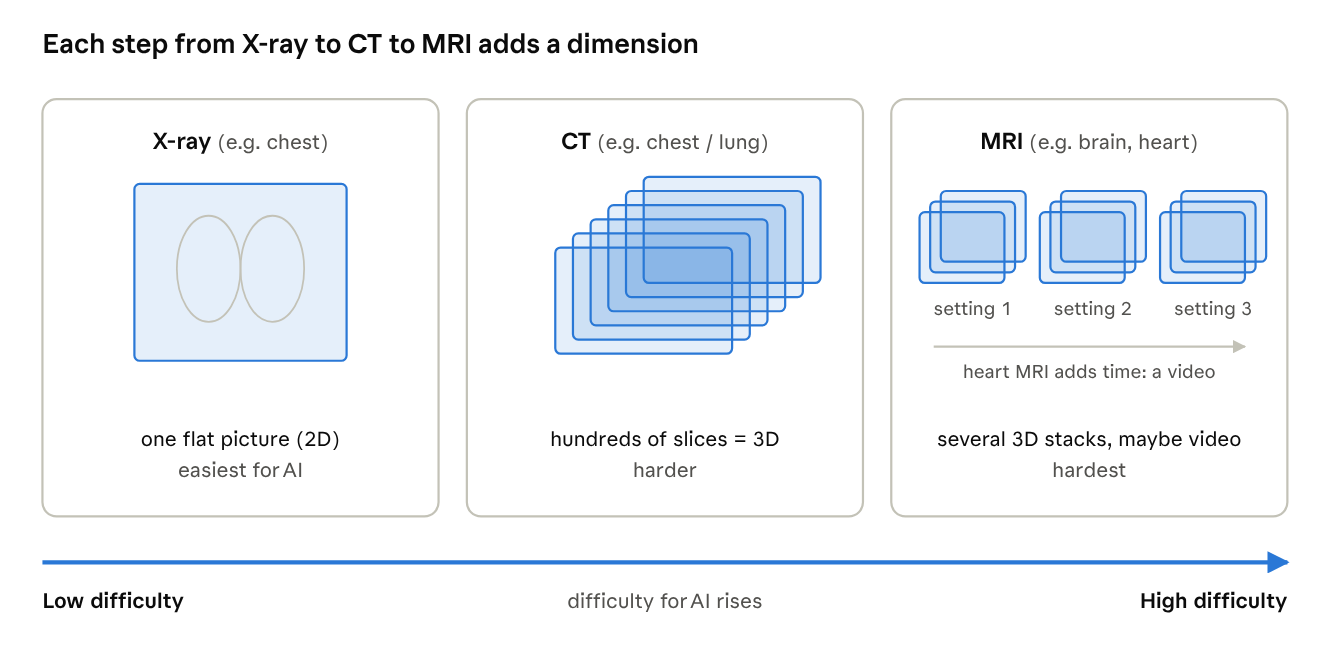 Each step from X-ray to CT to MRI adds a dimension
X-ray (e.g. chest)
one flat picture (2D)
easiest for AI
CT (e.g. chest / lung)
hundreds of slices = 3D
harder
MRI (e.g. brain, heart)
setting 1
setting 2
setting 3
heart MRI adds time: a video
several 3D stacks, maybe video
hardest
Low difficulty
difficulty for AI rises
High difficulty